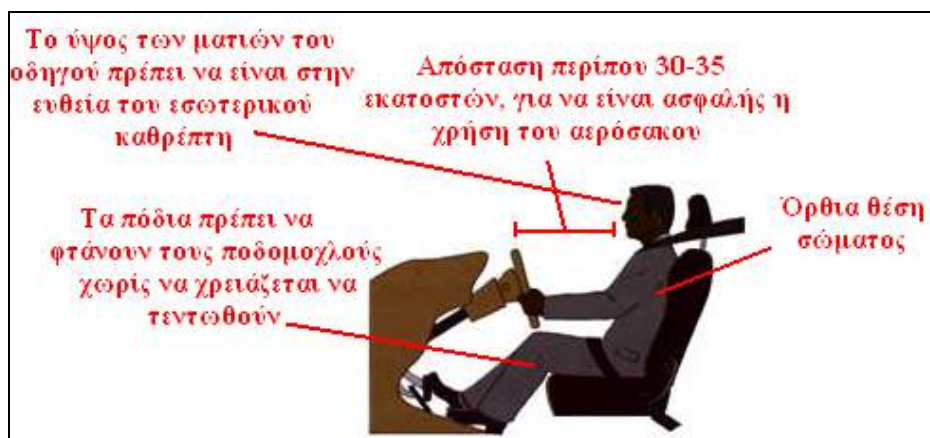 Το ύψος των ματιών του
οδηγού πρέπει να είναι στην
ευθεία του εσωτερικού
καθρέπτη
Απόσταση περίπου 30-35
εκατοστών, για να είναι ασφαλής η
χρήση του αερόσακου
Τα πόδια πρέπει να
φτάνουν τους ποδομοχλούς
χωρίς να χρειάζεται να
τεντωθούν
Όρθια θέση
σώματος